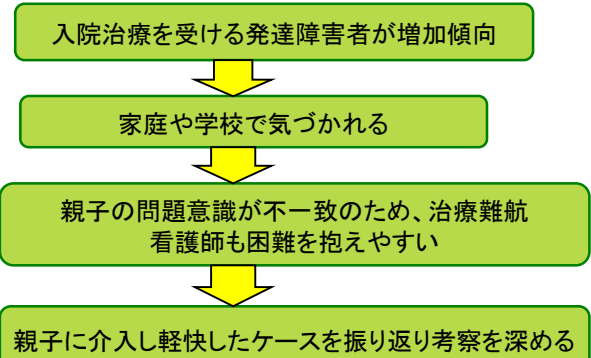 入院治療を受ける発達障害者が増加傾向
家庭や学校で気づかれる
親子の問題意識が不一致のため、治療難航
看護師も困難を抱えやすい
親子に介入し軽快したケースを振り返り考察を深める